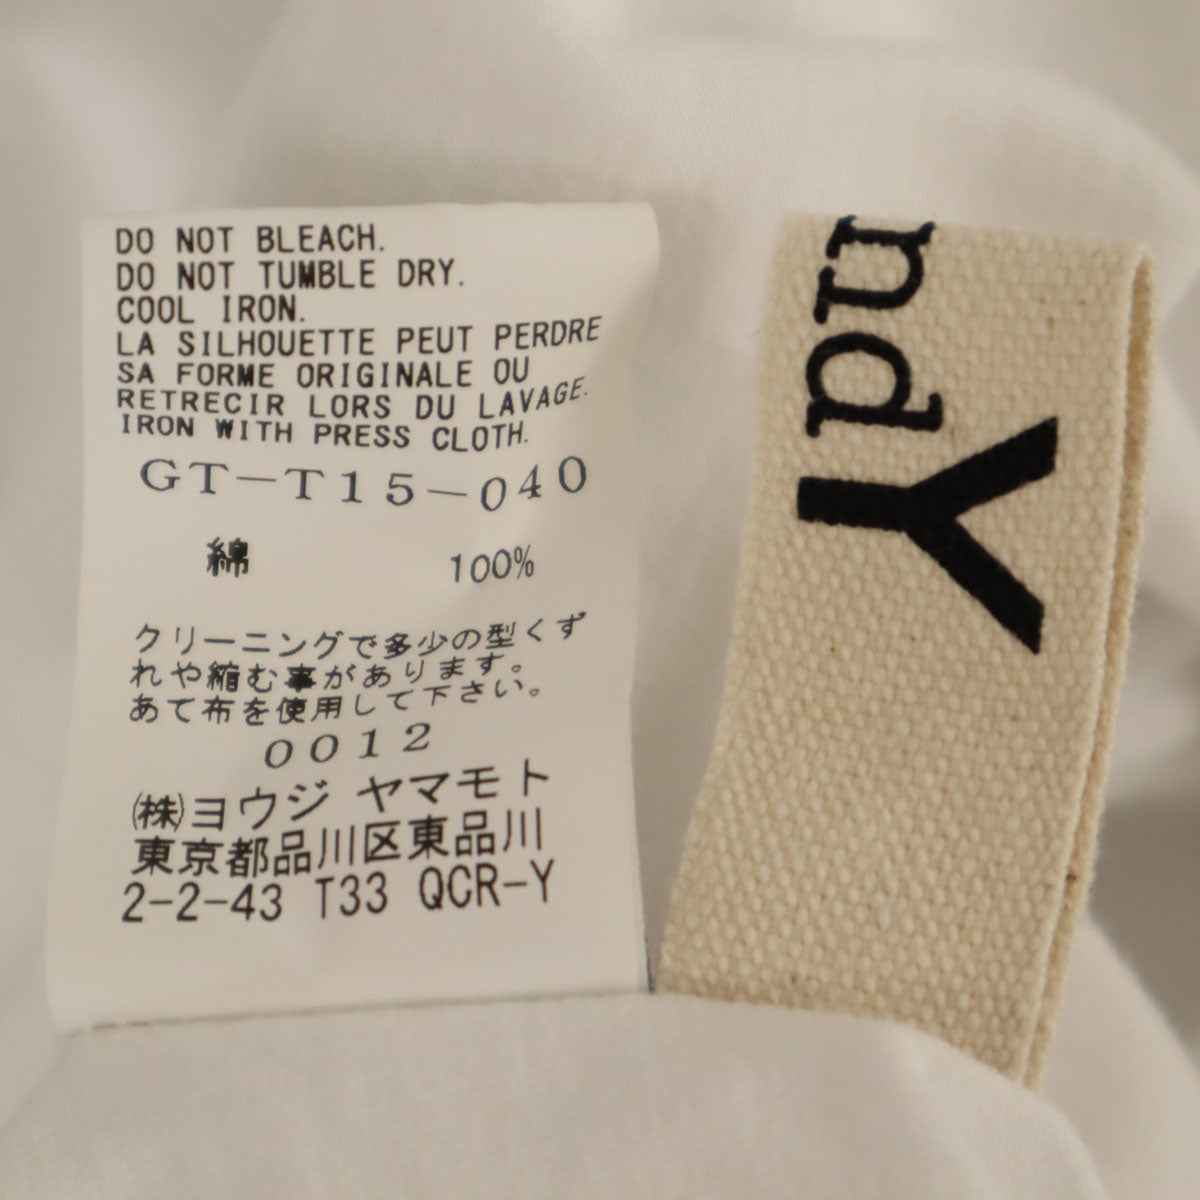 DO NOT BLEACH.
DO NOT TUMBLE DRY.
COOL IRON.
LA SILHOUETTE PEUT PERDRE
SA FORME ORIGINALE OU
RETRECIR LORS DU LAVAGE.
IRON WITH PRESS CLOTH.
GT-T15-040
綿 100%
クリーニングで多少の型くず
れや縮む事があります。
あて布を使用して下さい。
0012
㈱ヨウジ ヤマモト
東京都品川区東品川
2-2-43 T33 QCR-Y
ndY